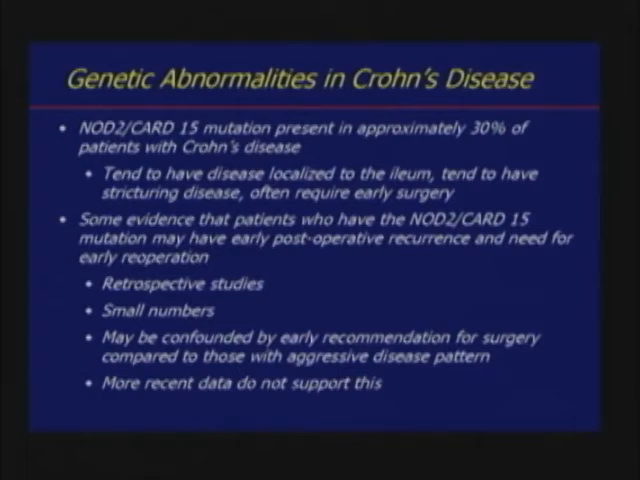 Genetic Abnormalities in Crohn's Disease
• NOD2/CARD 15 mutation present in approximately 30% of
patients with Crohn's disease
• Tend to have disease localized to the ileum, tend to have
stricturing disease, often require early surgery
• Some evidence that patients who have the NOD2/CARD 15
mutation may have early post-operative recurrence and need for
early reoperation
• Retrospective studies
• Small numbers
• May be confounded by early recommendation for surgery
compared to those with aggressive disease pattern
• More recent data do not support this